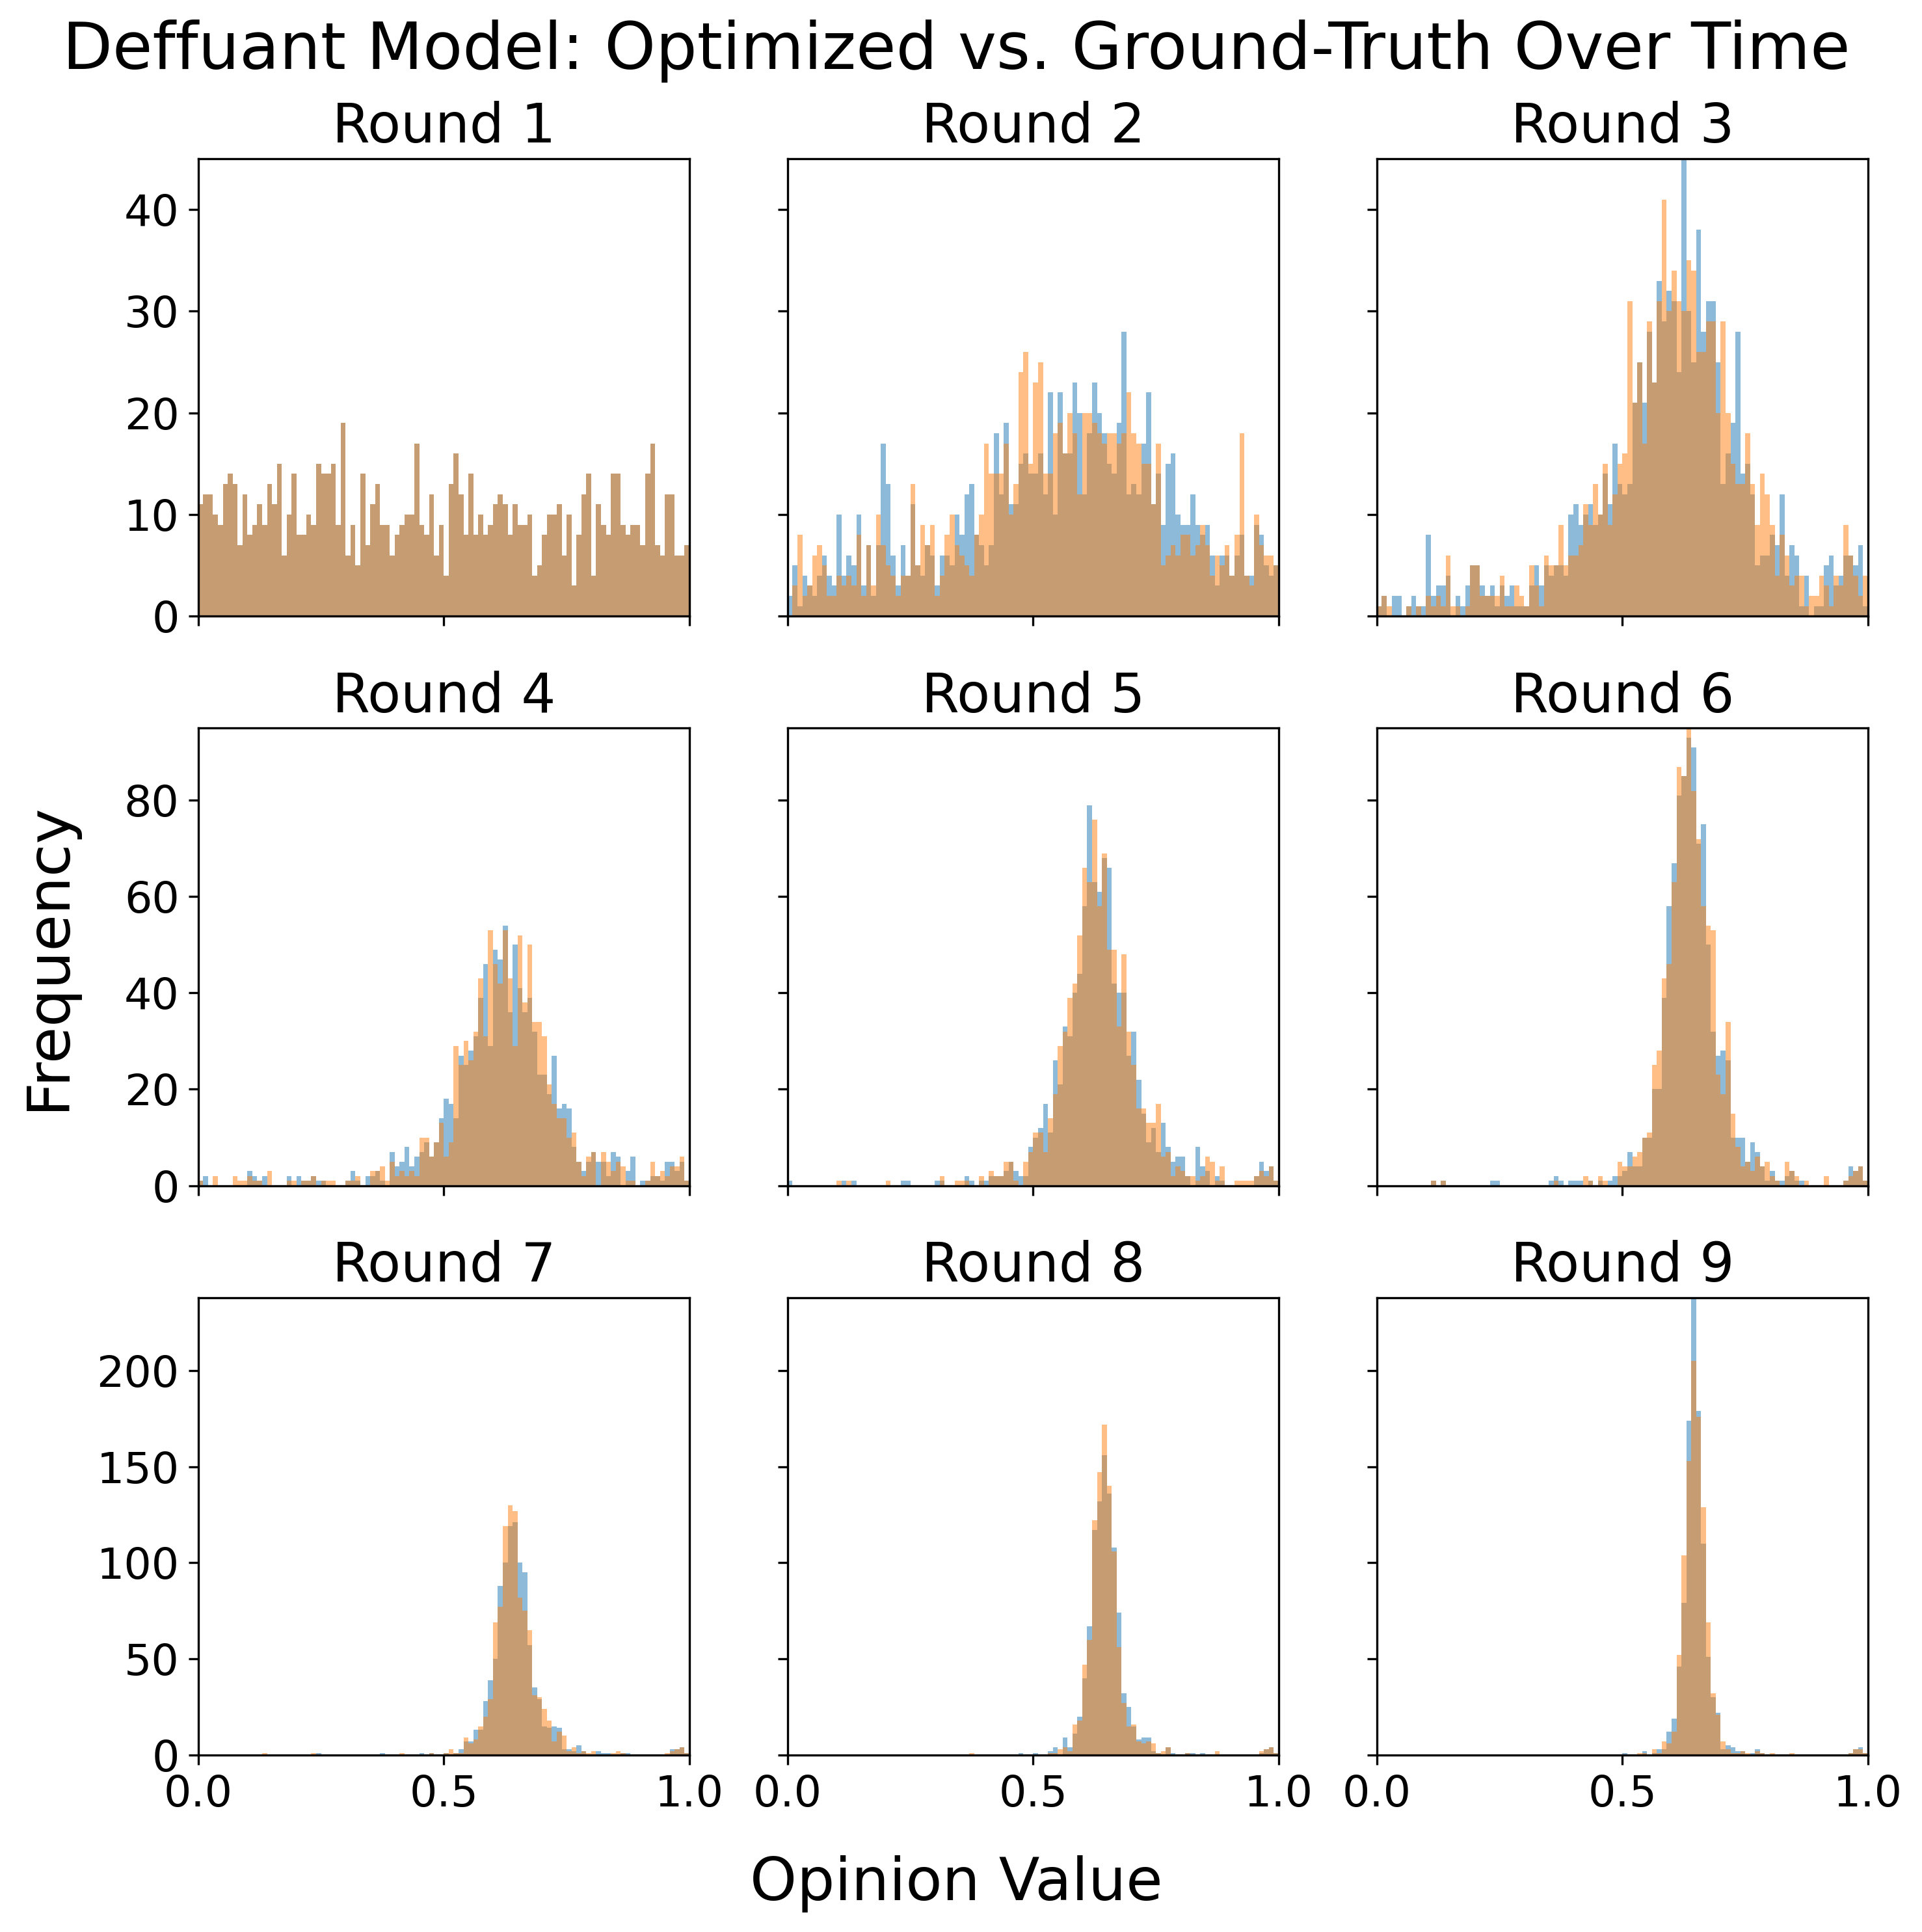 Deffuant Model: Optimized vs. Ground-Truth Over Time
Round 1
Round 2
Round 3
40
30
20
10
0
Round 4
Round 5
Round 6
80
60
40
20
0
Frequency
Round 7
Round 8
Round 9
200
150
100
50
0
0.0 0.5 1.0 0.0 0.5 1.0 0.0 0.5 1.0
Opinion Value